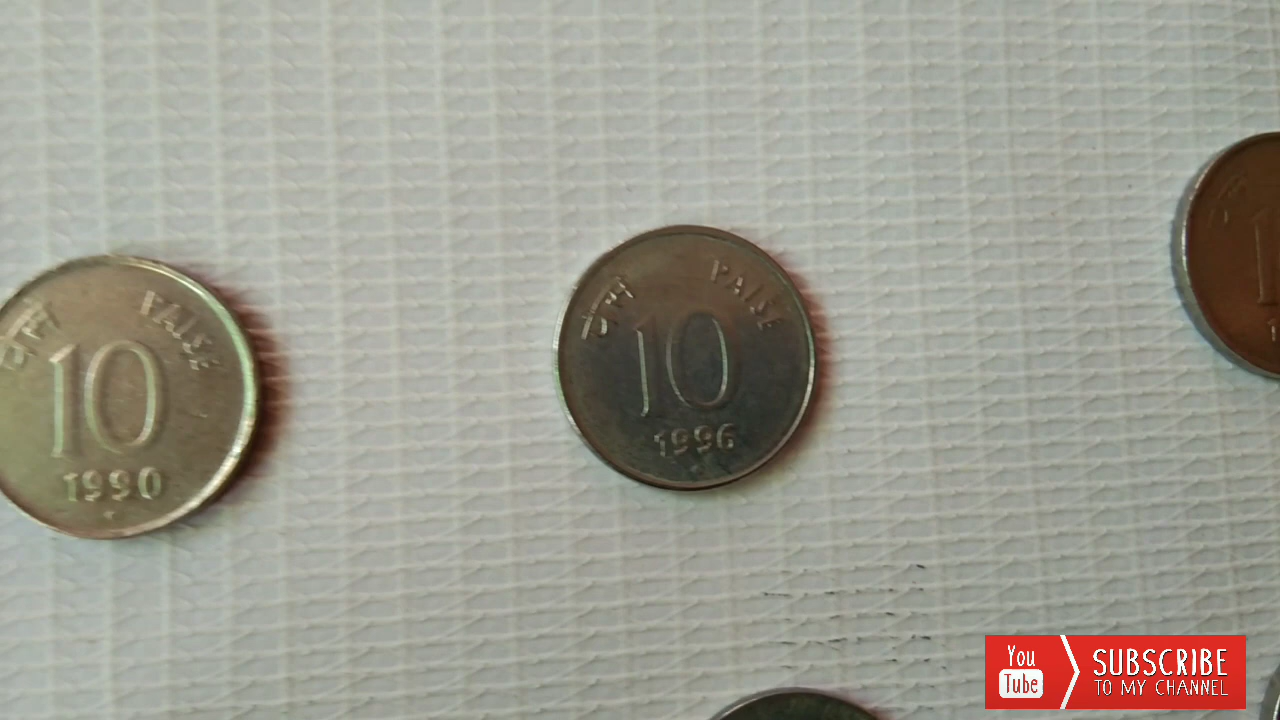 पैसे PAISE
10
1990
पैसे PAISE
10
1996
You
Tube
SUBSCRIBE
TO MY CHANNEL